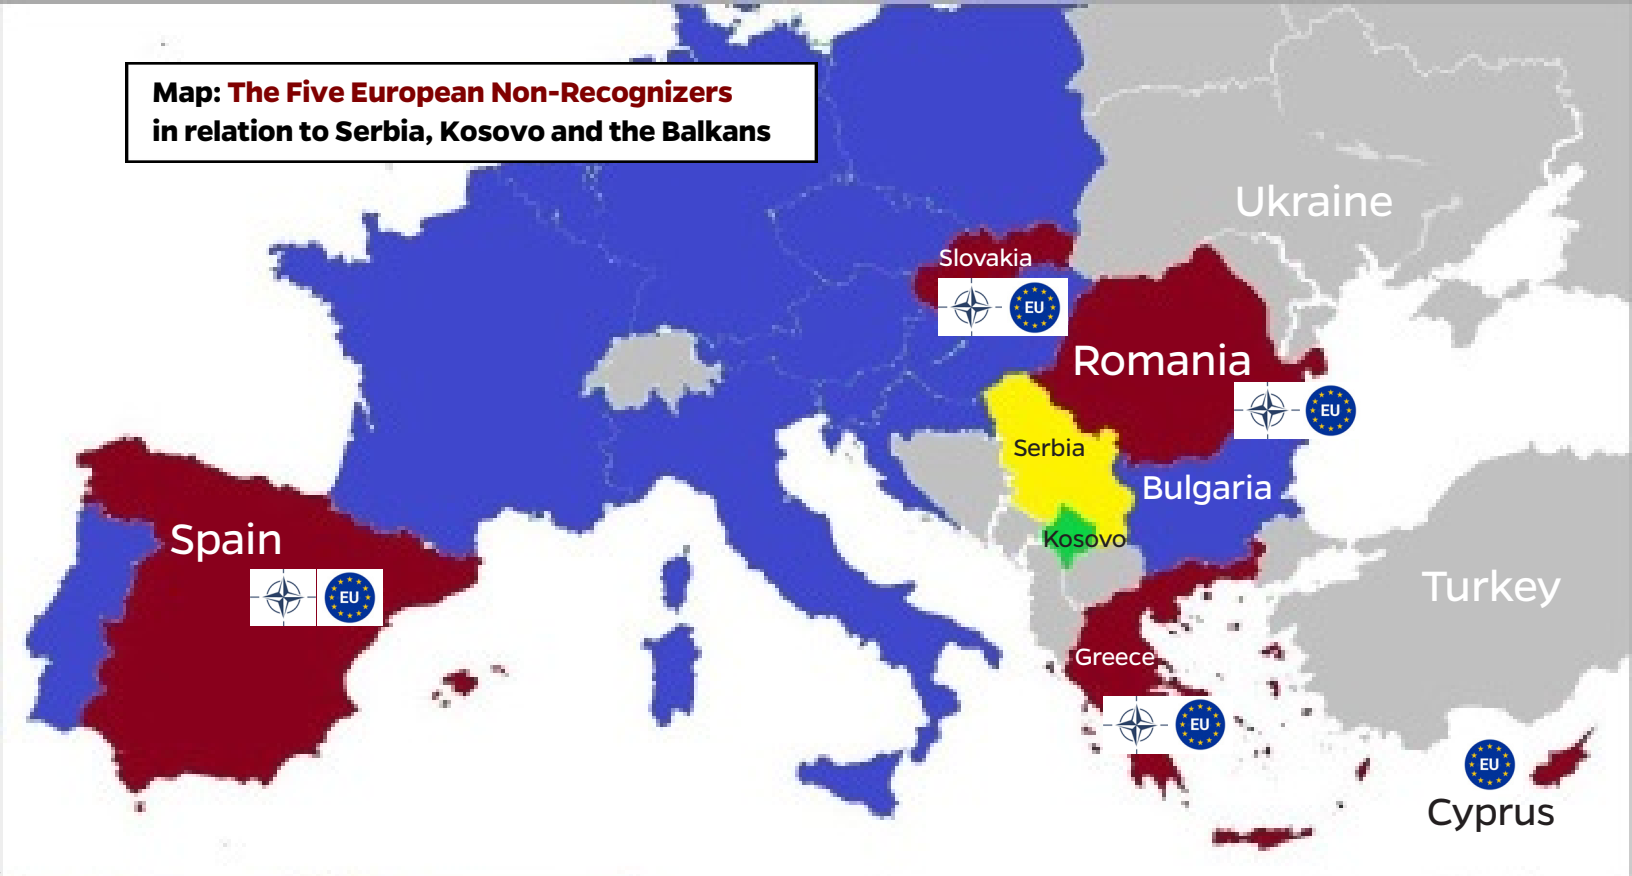 Map: The Five European Non-Recognizers
in relation to Serbia, Kosovo and the Balkans
Ukraine
Slovakia
EU
Romania
EU
Serbia
Bulgaria
Spain
Kosovo
EU
Turkey
Greece
EU
EU
Cyprus